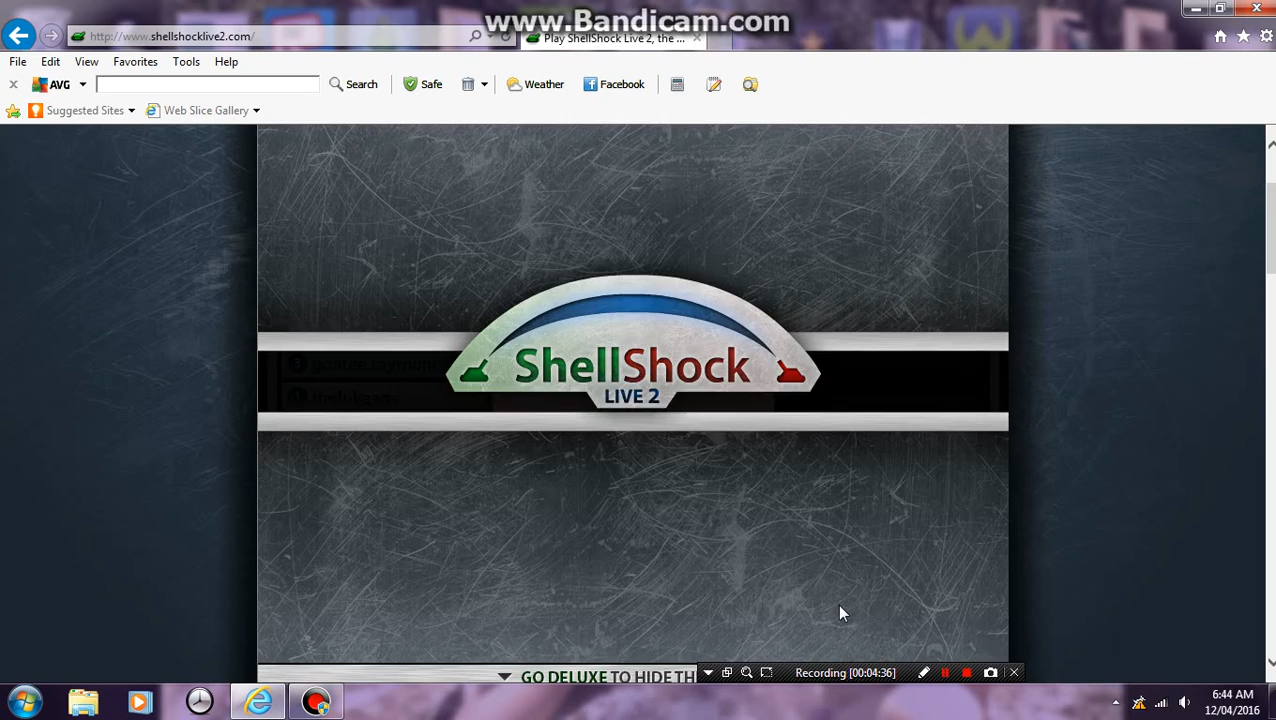 www.Bandicam.com
http://www.shellshocklive2.com/
Play ShellShock Live 2, the ...
File Edit View Favorites Tools Help
AVG Search Safe Weather Facebook
Suggested Sites Web Slice Gallery
ShellShock
LIVE 2
GO DELUXE TO HIDE TH
Recording [00:04:36]
6:44 AM
12/04/2016